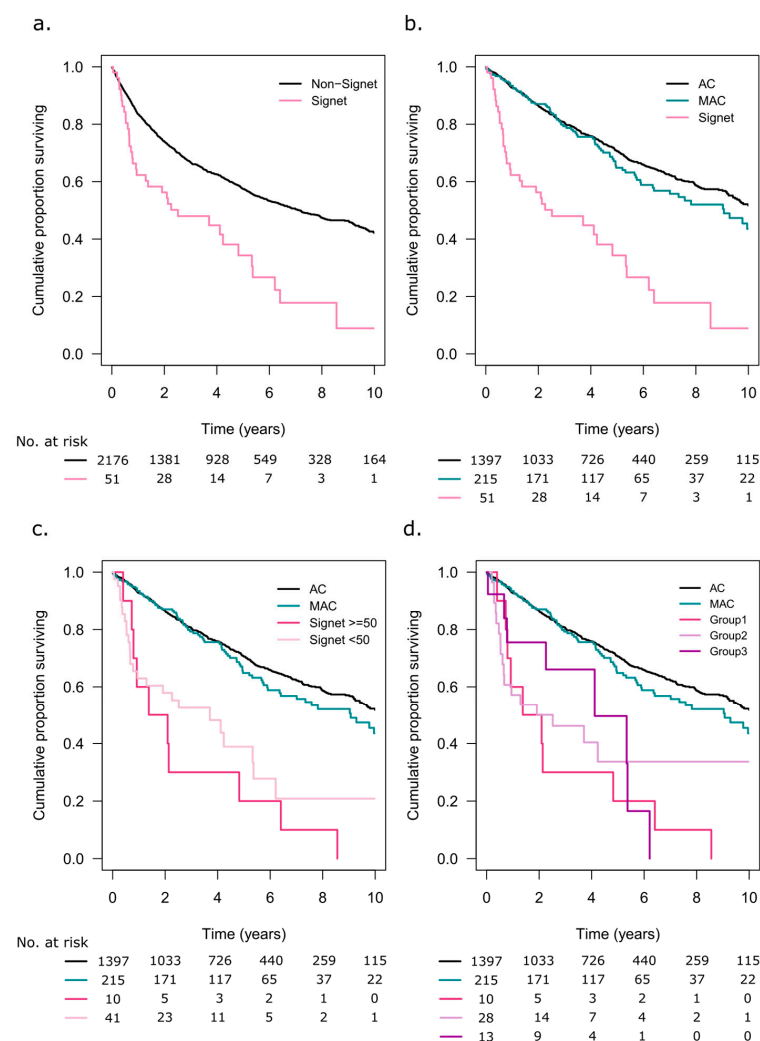 a.
Cumulative proportion surviving
1.0
0.8
0.6
0.4
0.2
0.0
Non−Signet
Signet
0 2 4 6 8 10
Time (years)
No. at risk
2176 1381 928 549 328 164
51 28 14 7 3 1
b.
Cumulative proportion surviving
1.0
0.8
0.6
0.4
0.2
0.0
AC
MAC
Signet
0 2 4 6 8 10
Time (years)
1397 1033 726 440 259 115
215 171 117 65 37 22
51 28 14 7 3 1
c.
Cumulative proportion surviving
1.0
0.8
0.6
0.4
0.2
0.0
AC
MAC
Signet >=50
Signet <50
0 2 4 6 8 10
Time (years)
No. at risk
1397 1033 726 440 259 115
215 171 117 65 37 22
10 5 3 2 1 0
41 23 11 5 2 1
d.
Cumulative proportion surviving
1.0
0.8
0.6
0.4
0.2
0.0
AC
MAC
Group1
Group2
Group3
0 2 4 6 8 10
Time (years)
1397 1033 726 440 259 115
215 171 117 65 37 22
10 5 3 2 1 0
28 14 7 4 2 1
13 9 4 1 0 0